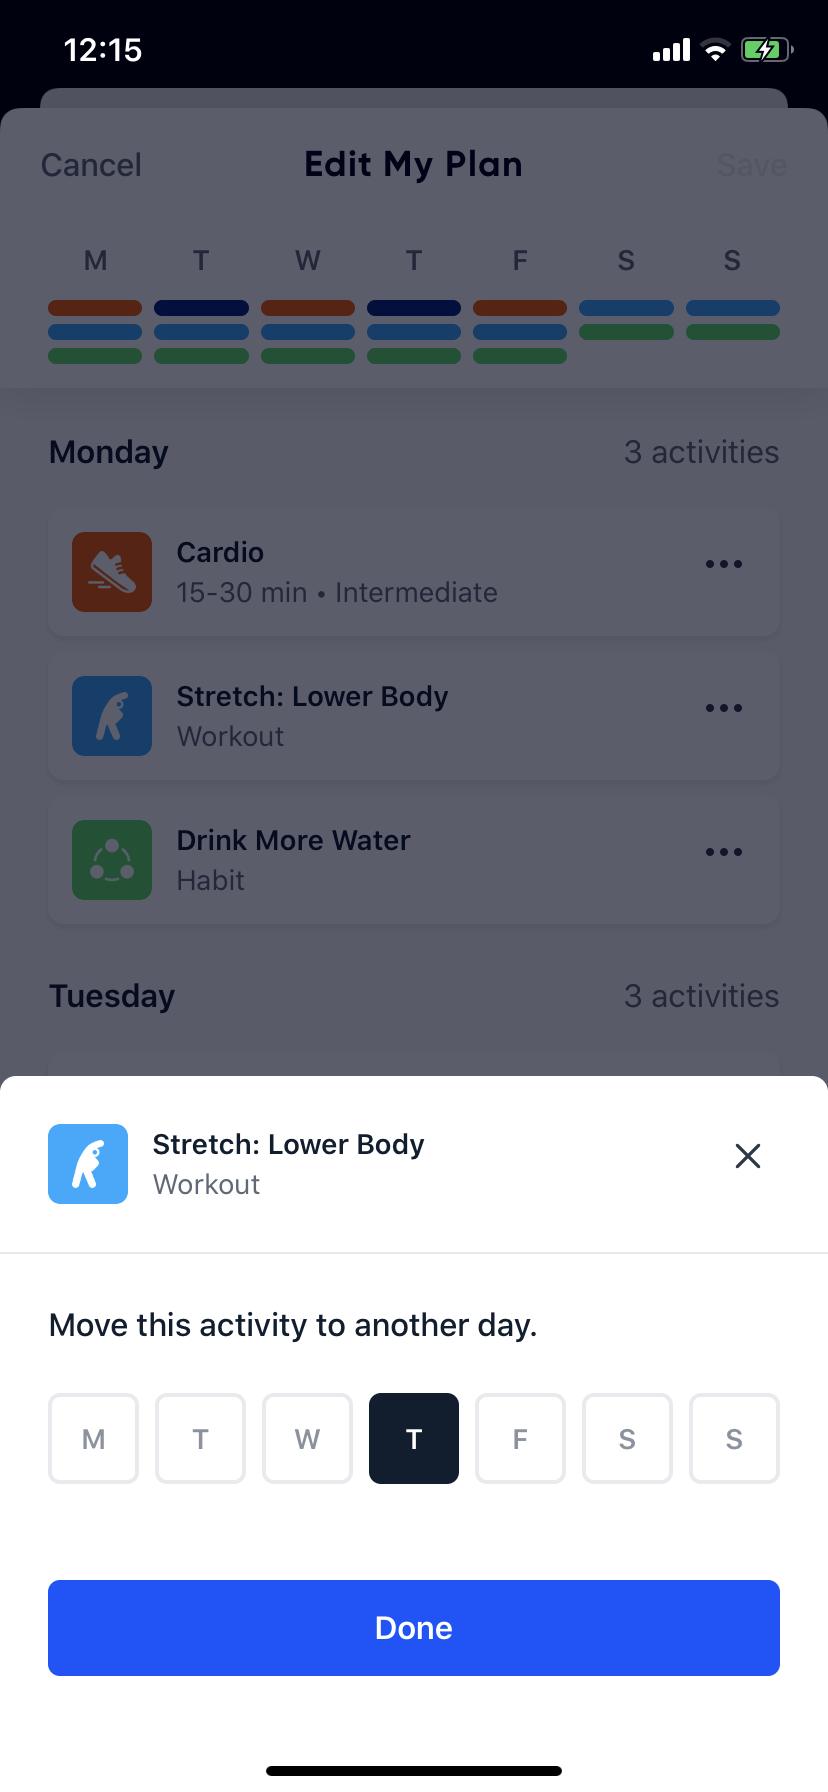 12:15
Cancel Edit My Plan Save
M T W T F S S
Monday 3 activities
Cardio
15-30 min • Intermediate
Stretch: Lower Body
Workout
Drink More Water
Habit
Tuesday 3 activities
Stretch: Lower Body
Workout
Move this activity to another day.
M T W T F S S
Done